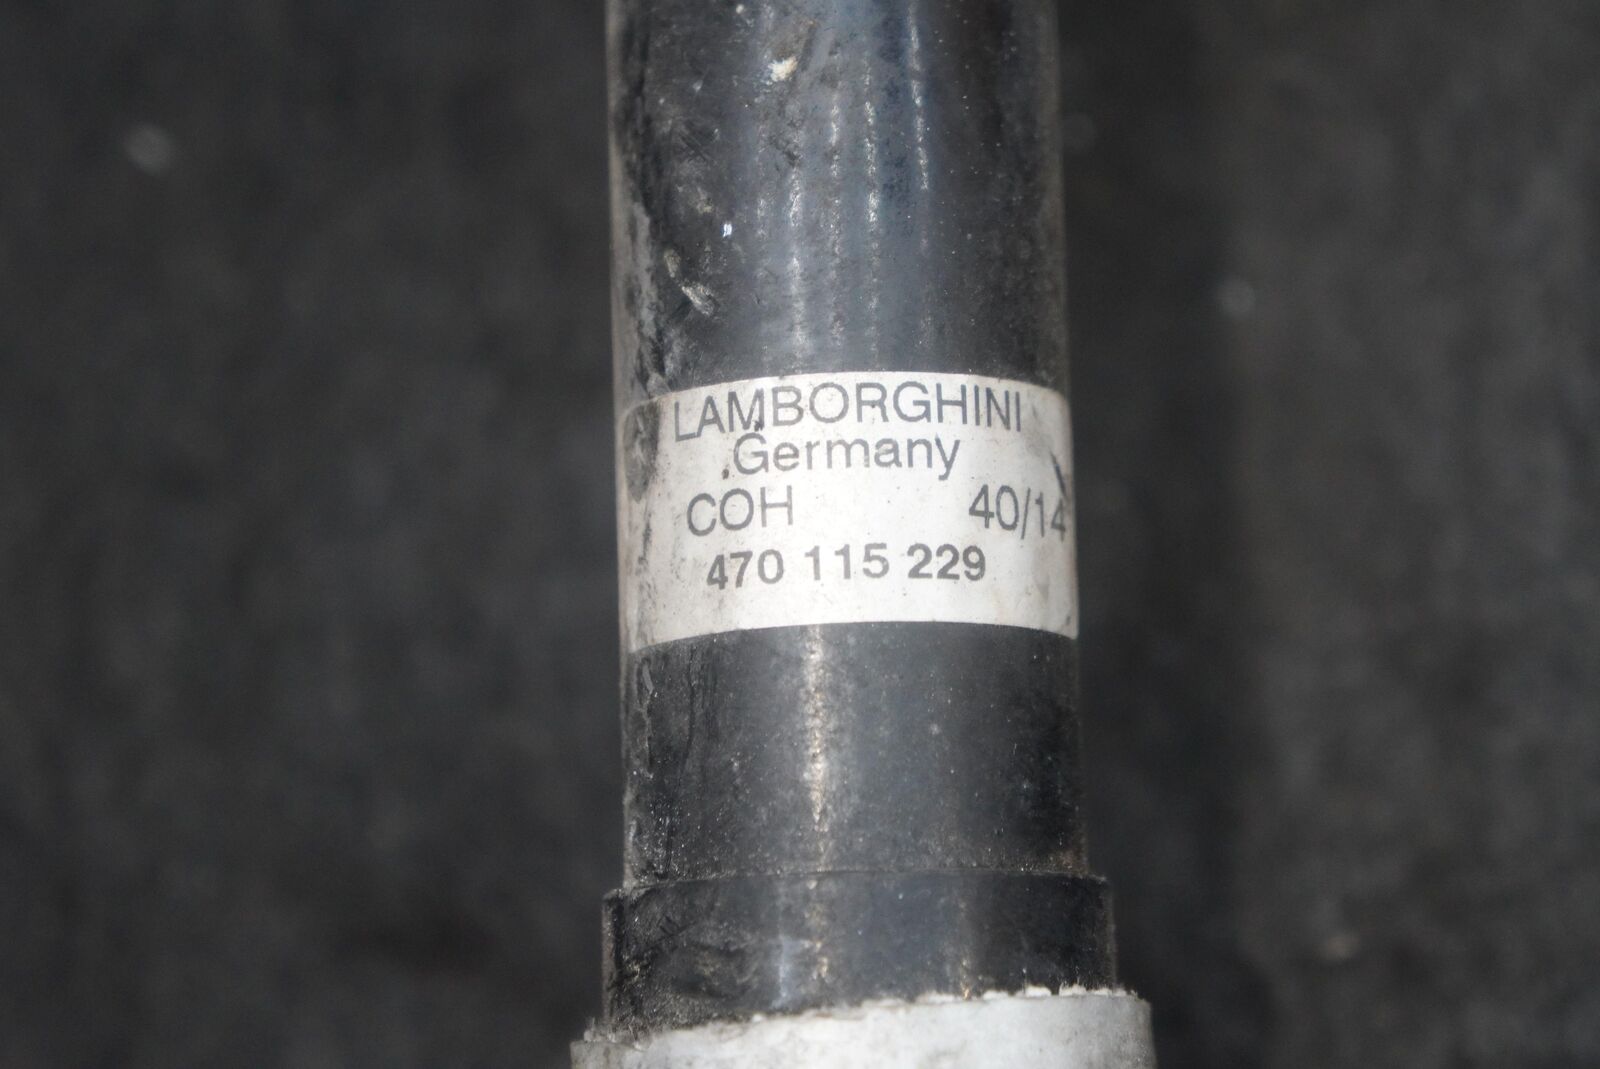 LAMBORGHINI
Germany
COH 40/14
470 115 229